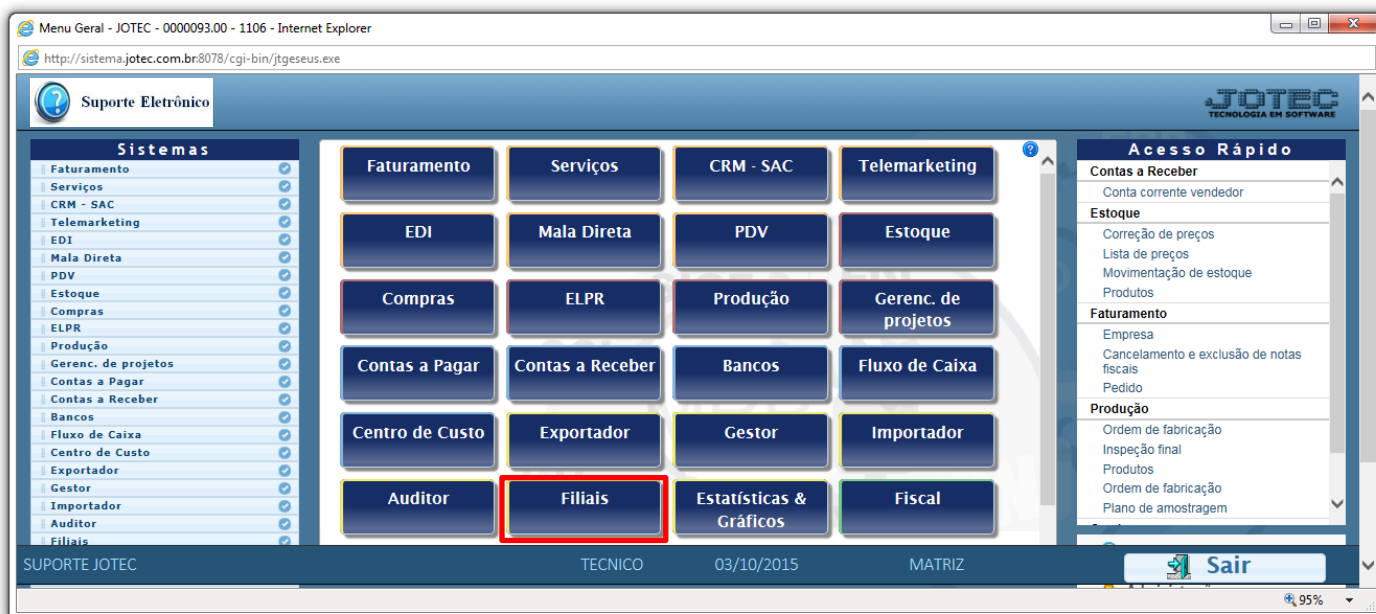 Menu Geral - JOTEC - 0000093.00 - 1106 - Internet Explorer
http://sistema.jotec.com.br:8078/cgi-bin/jtgeseus.exe
Suporte Eletrônico
JOTEC
TECNOLOGIA EM SOFTWARE
Sistemas
Faturamento
Serviços
CRM - SAC
Telemarketing
EDI
Mala Direta
PDV
Estoque
Compras
ELPR
Produção
Gerenc. de projetos
Contas a Pagar
Contas a Receber
Bancos
Fluxo de Caixa
Centro de Custo
Exportador
Gestor
Importador
Auditor
Filiais
Faturamento
Serviços
CRM - SAC
Telemarketing
EDI
Mala Direta
PDV
Estoque
Compras
ELPR
Produção
Gerenc. de
projetos
Contas a Pagar
Contas a Receber
Bancos
Fluxo de Caixa
Centro de Custo
Exportador
Gestor
Importador
Auditor
Filiais
Estatísticas &
Gráficos
Fiscal
Acesso Rápido
Contas a Receber
Conta corrente vendedor
Estoque
Correção de preços
Lista de preços
Movimentação de estoque
Produtos
Faturamento
Empresa
Cancelamento e exclusão de notas
fiscais
Pedido
Produção
Ordem de fabricação
Inspeção final
Produtos
Ordem de fabricação
Plano de amostragem
SUPORTE JOTEC
TECNICO
03/10/2015
MATRIZ
Sair
95%